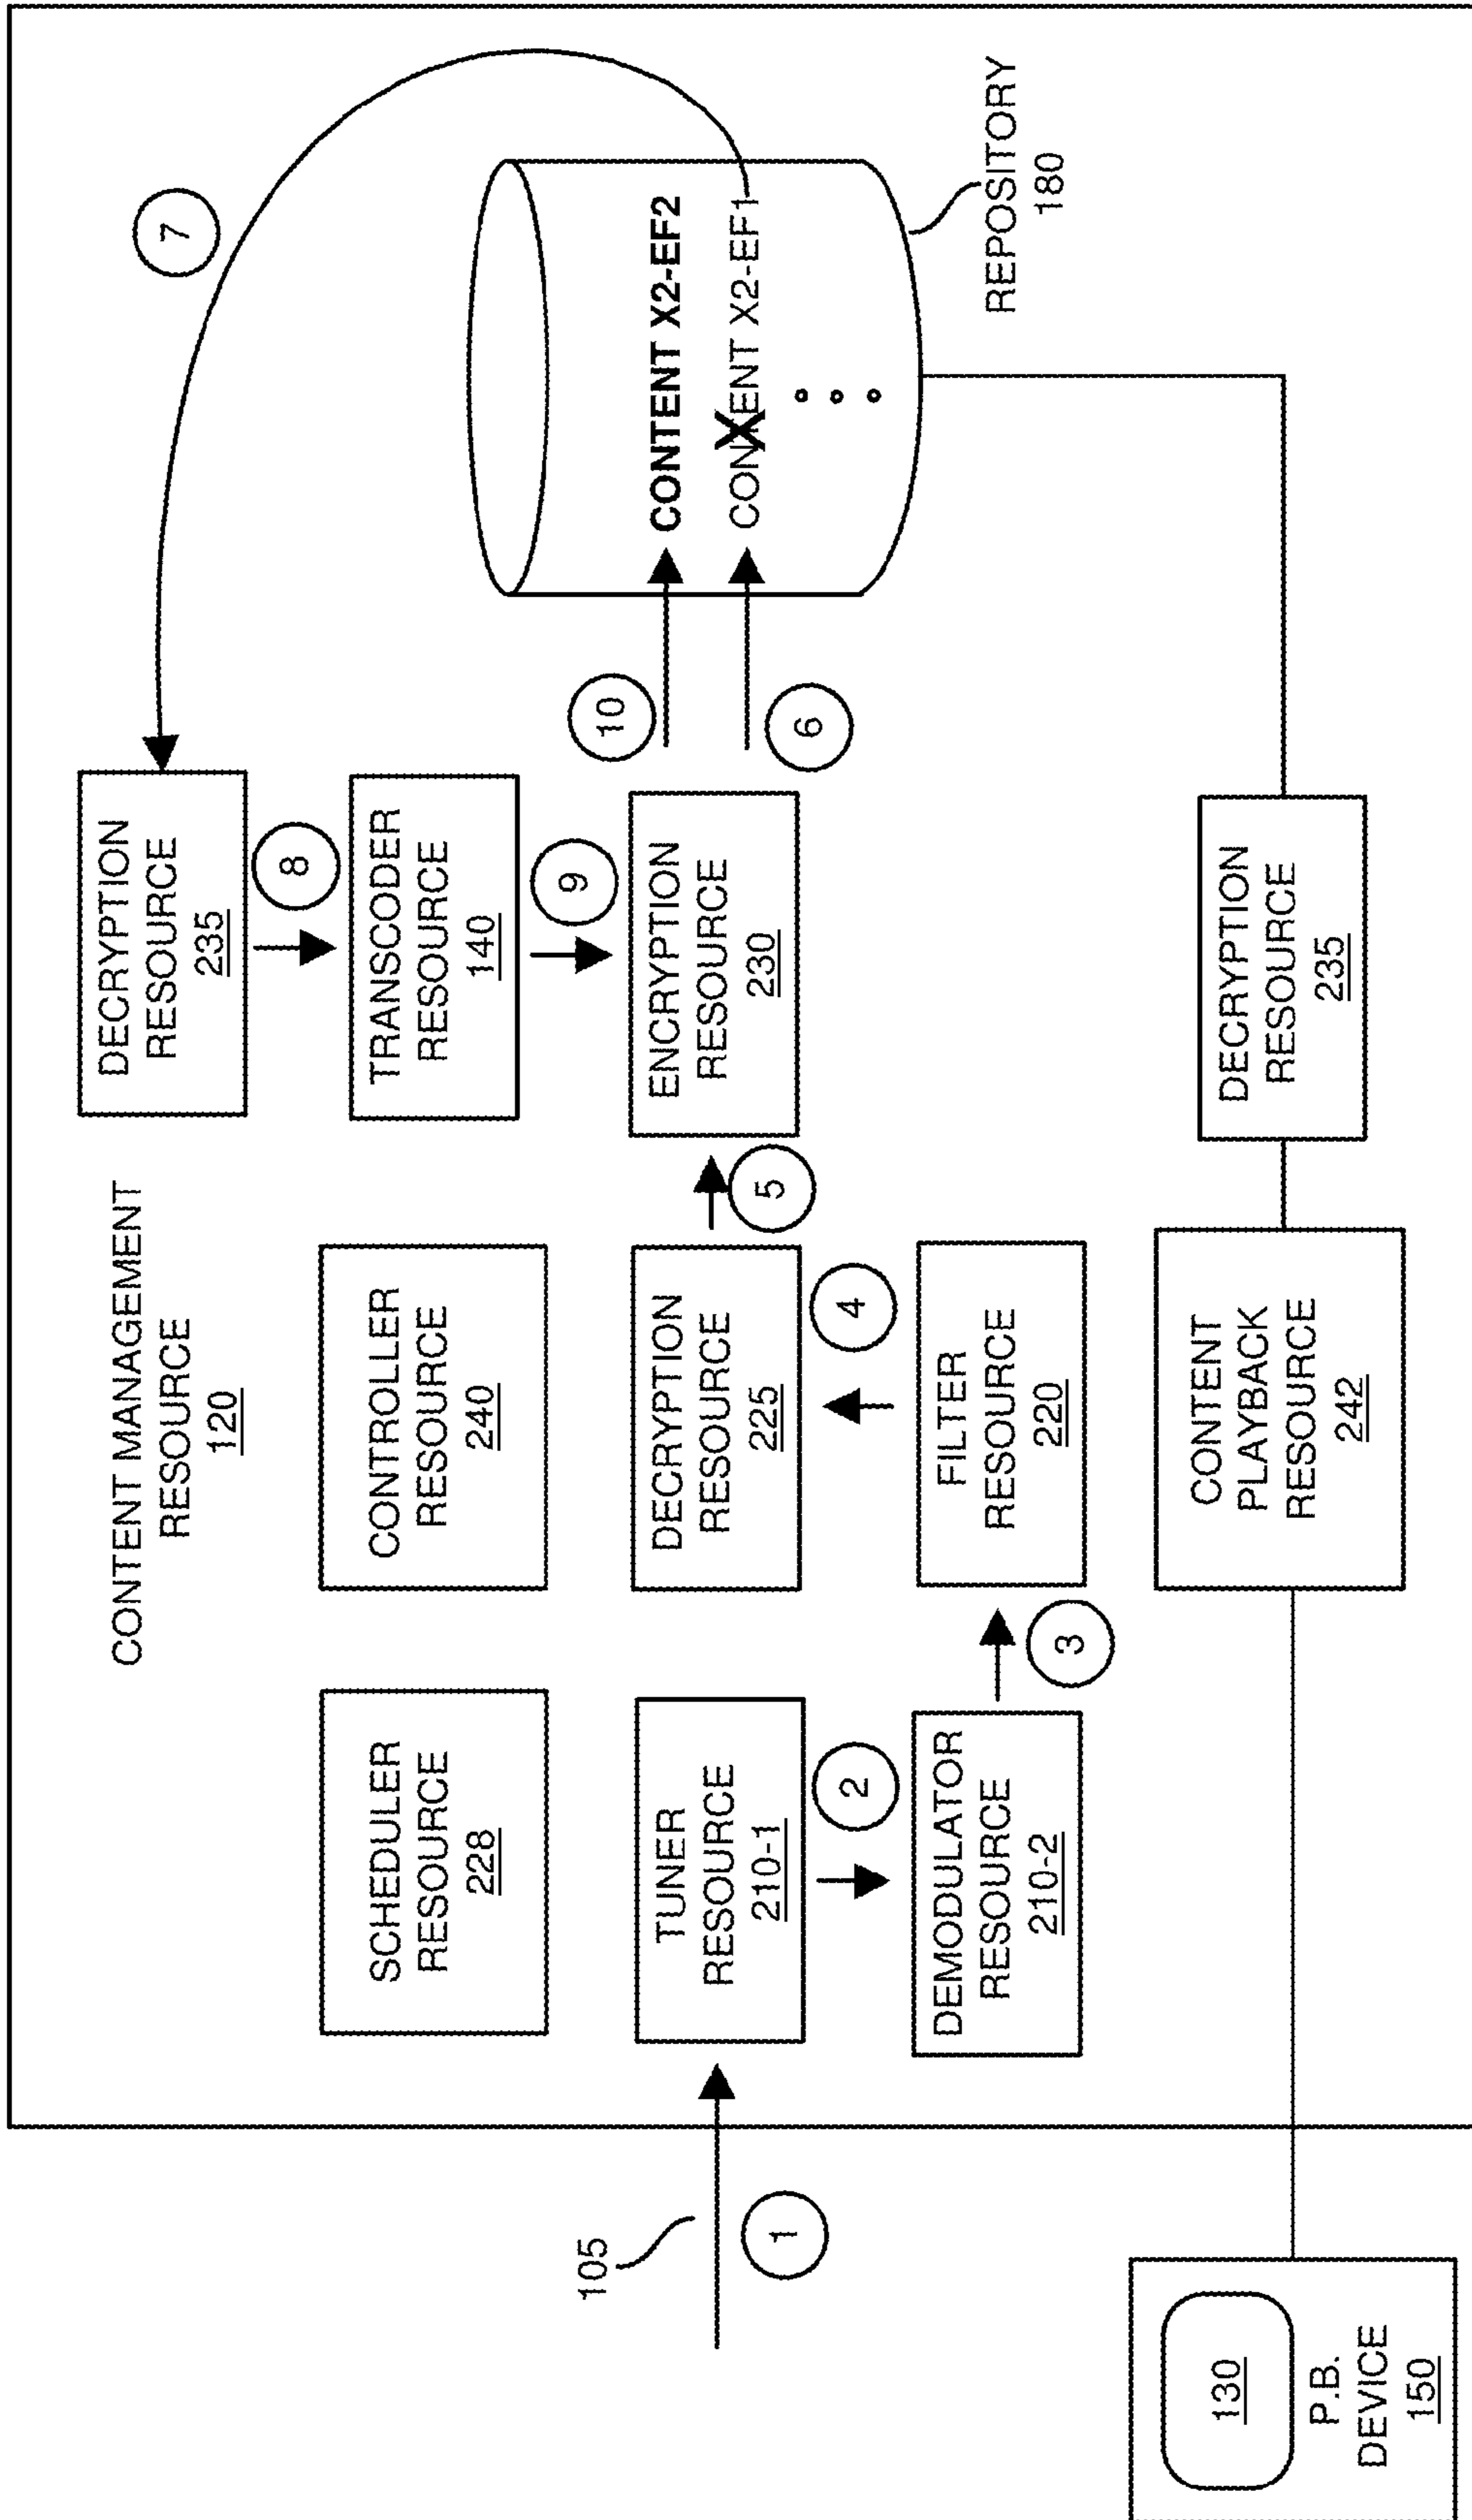 CONTENT MANAGEMENT
RESOURCE
120
SCHEDULER
RESOURCE
228
CONTROLLER
RESOURCE
240
DECRYPTION
RESOURCE
235
7
8
TRANSCODER
RESOURCE
140
9
105
1
TUNER
RESOURCE
210-1
2
DEMODULATOR
RESOURCE
210-2
3
DECRYPTION
RESOURCE
225
4
FILTER
RESOURCE
220
5
ENCRYPTION
RESOURCE
230
10
6
CONTENT X2-EF2
CONTENT X2-EF1
X
REPOSITORY
180
130
P.B.
DEVICE
150
CONTENT
PLAYBACK
RESOURCE
242
DECRYPTION
RESOURCE
235